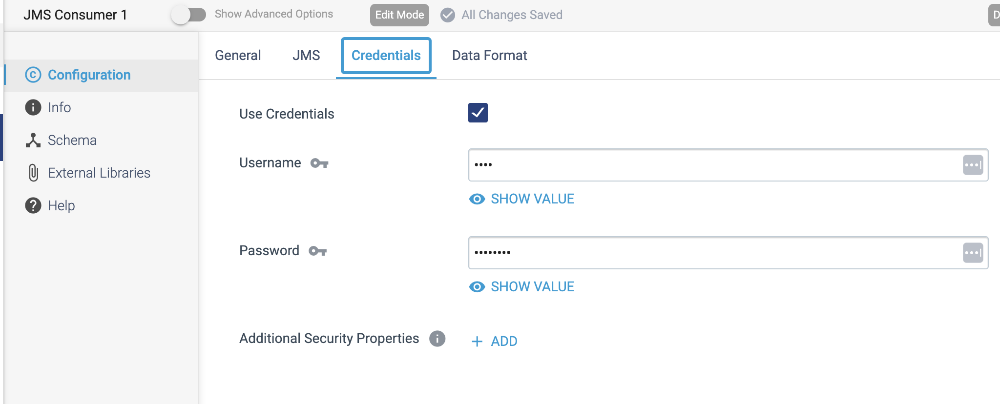 JMS Consumer 1
Show Advanced Options
Edit Mode
All Changes Saved
D
General
JMS
Credentials
Data Format
Configuration
Info
Schema
External Libraries
Help
Use Credentials
Username
••••
SHOW VALUE
Password
••••••••
SHOW VALUE
Additional Security Properties
+ ADD